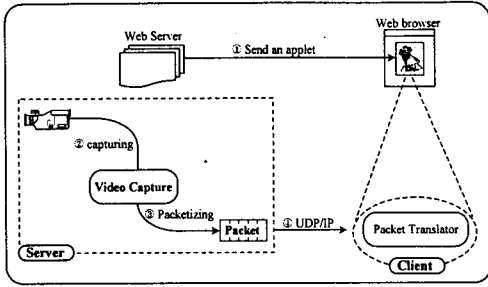 Web Server
Web browser
① Send an applet
② capturing
Video Capture
③ Packetizing
Packet
④ UDP/IP
Packet Translator
Server
Client